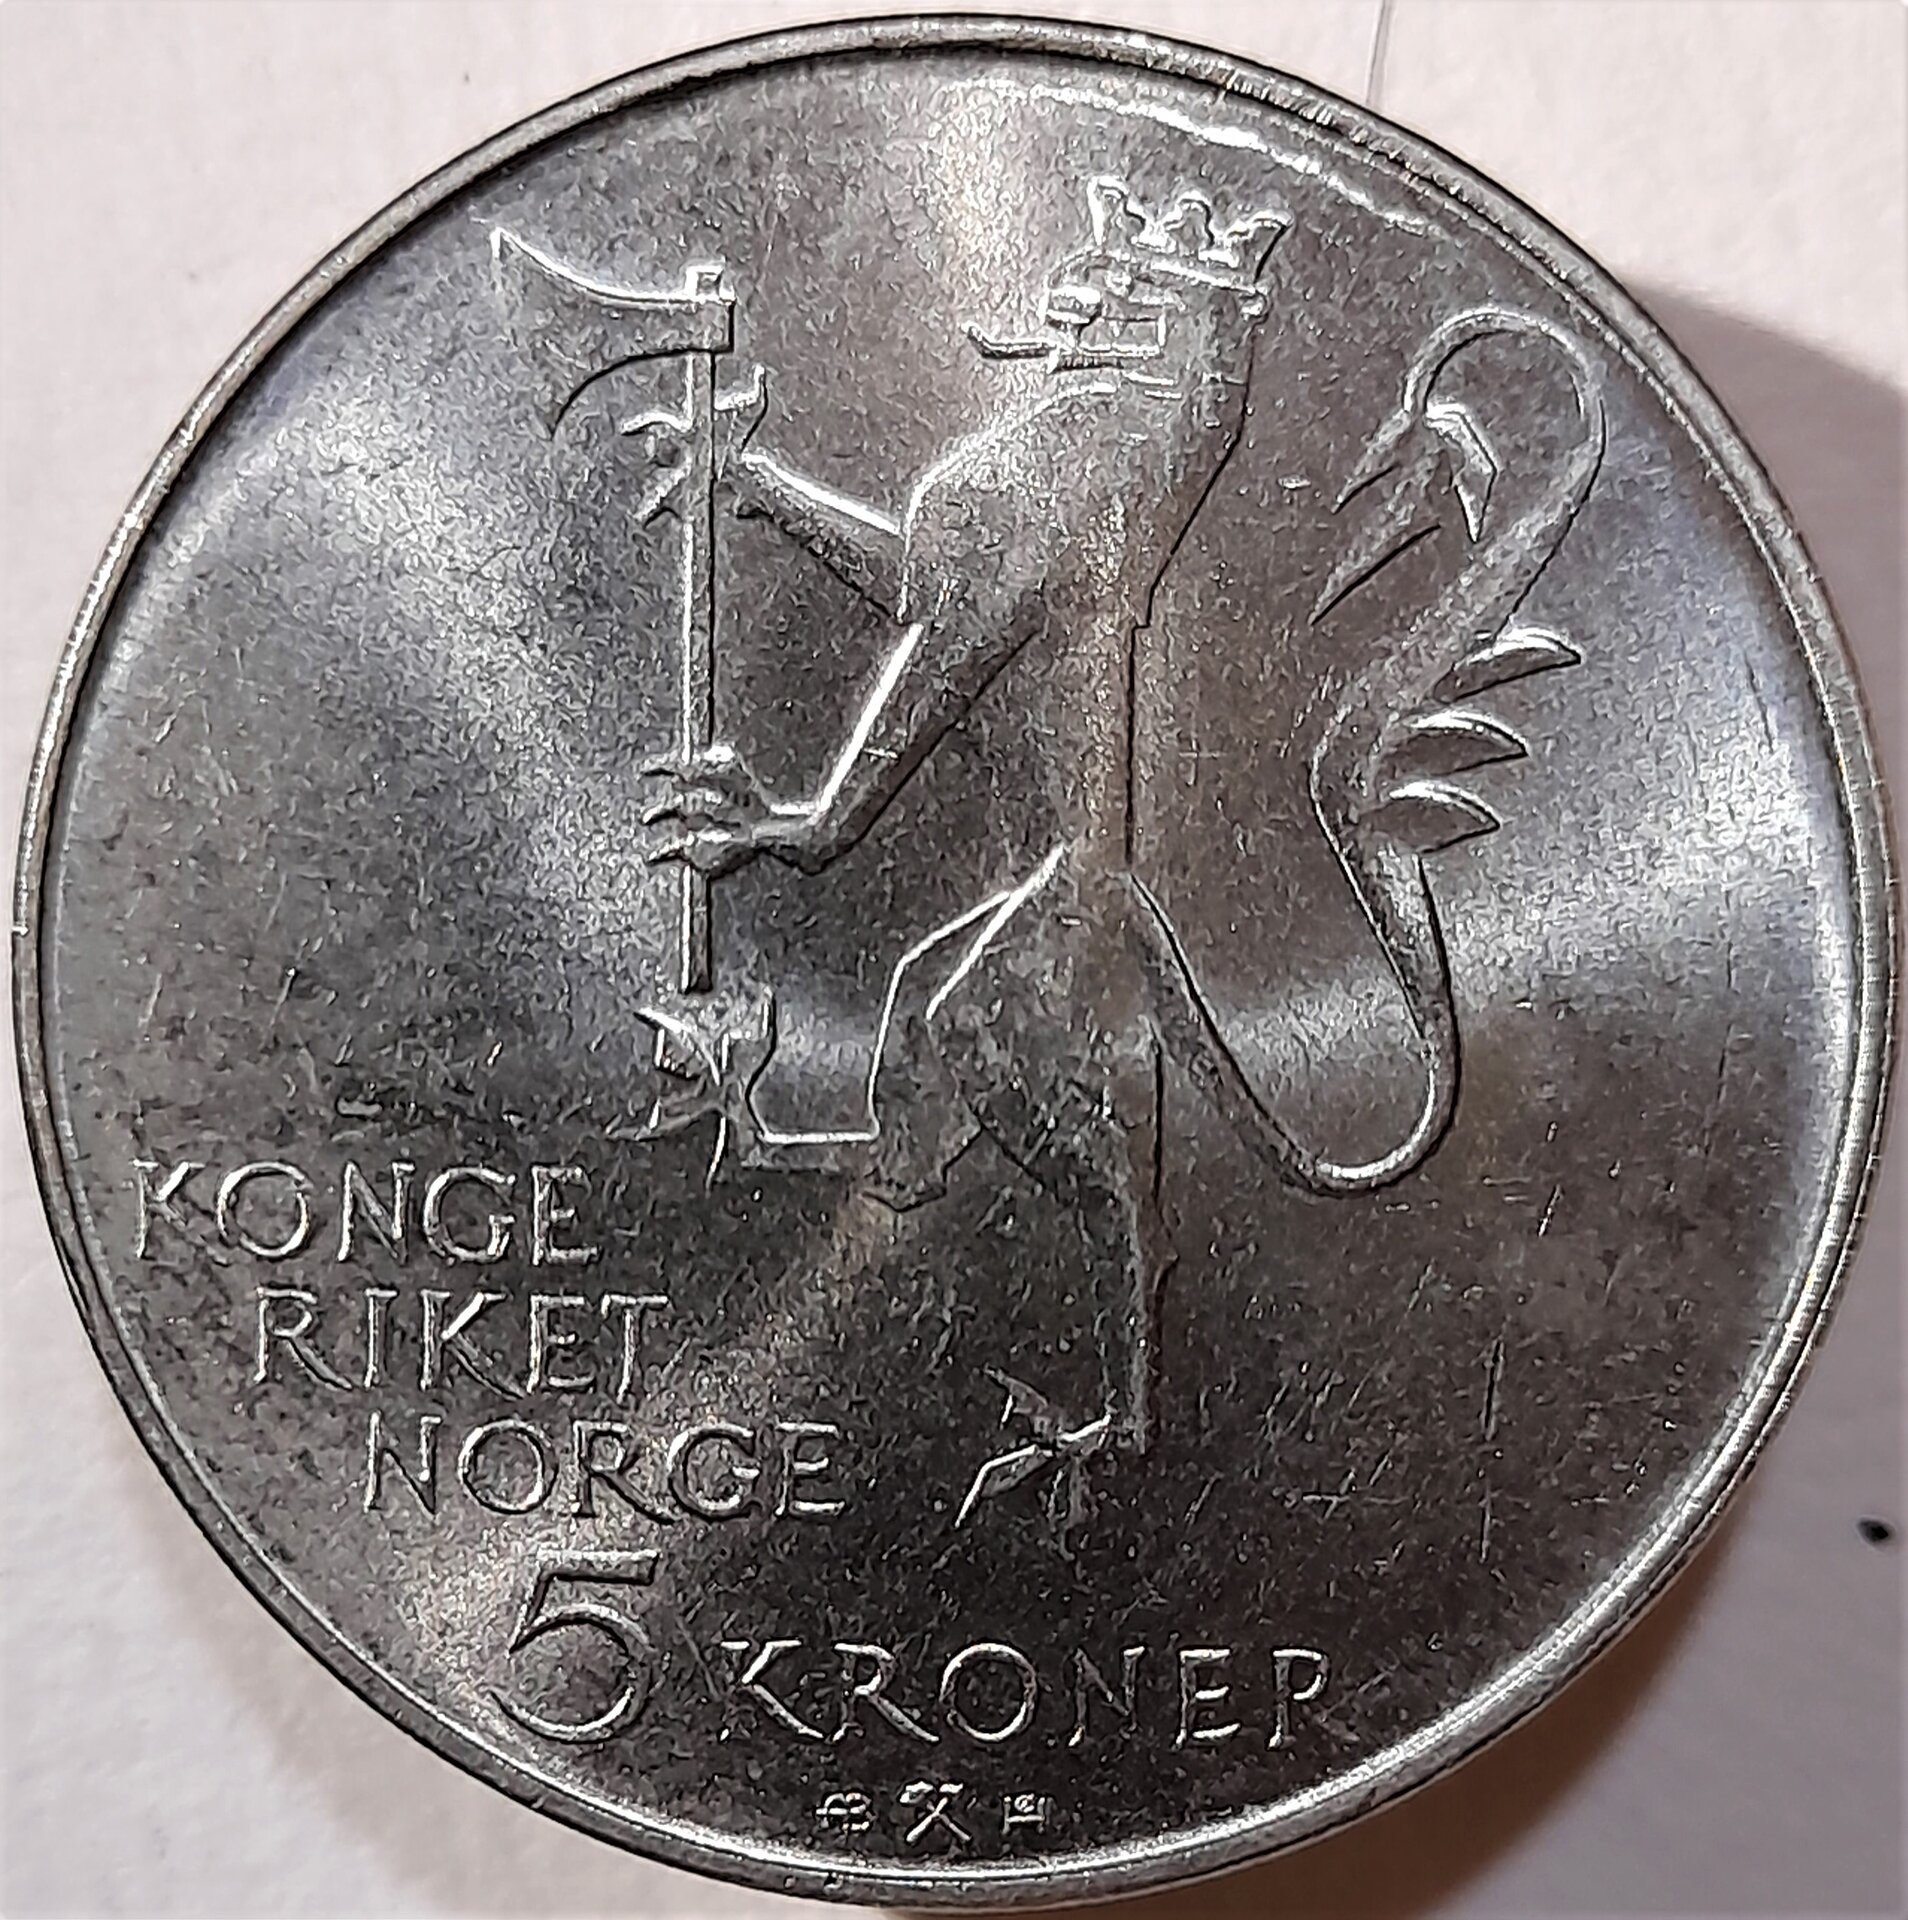 KONGE
RIKET
NORGE
5 KRONER